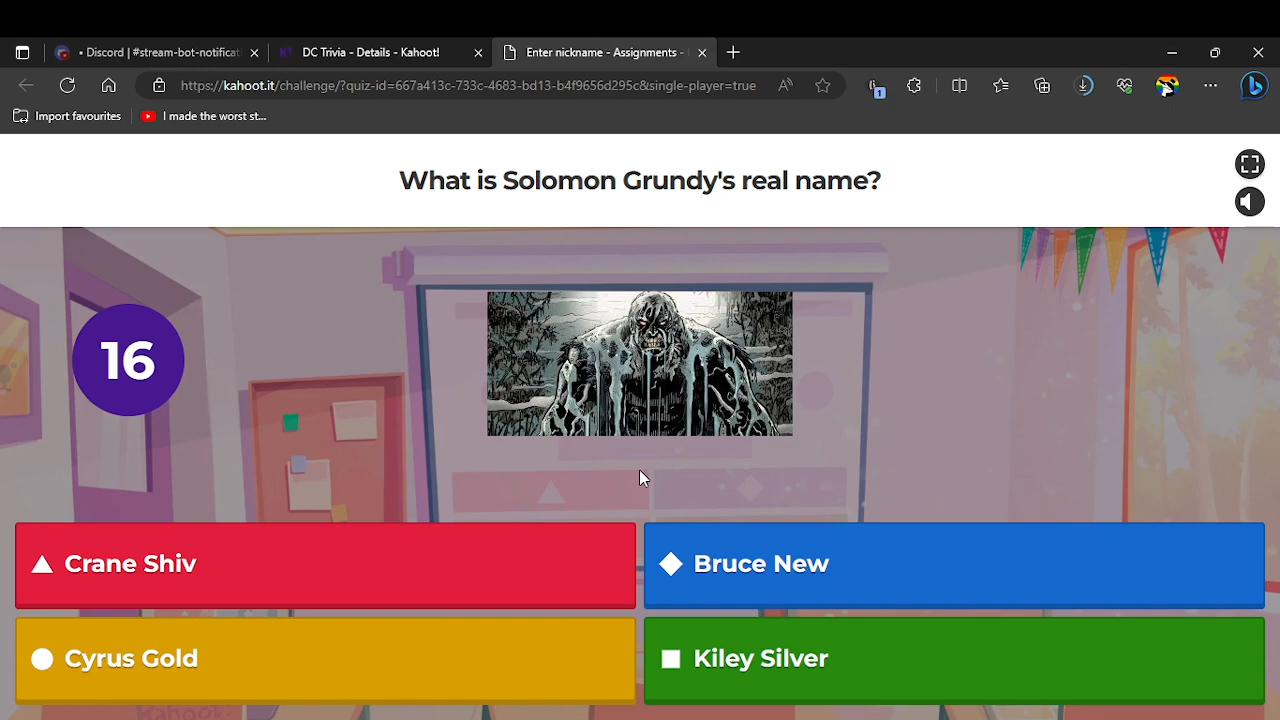 • Discord | #stream-bot-notificat
DC Trivia - Details - Kahoot!
Enter nickname - Assignments -
https://kahoot.it/challenge/?quiz-id=667a413c-733c-4683-bd13-b4f9656d295c&single-player=true
1
Import favourites
I made the worst st...
What is Solomon Grundy's real name?
16
Crane Shiv
Bruce New
Cyrus Gold
Kiley Silver
Kahoot!